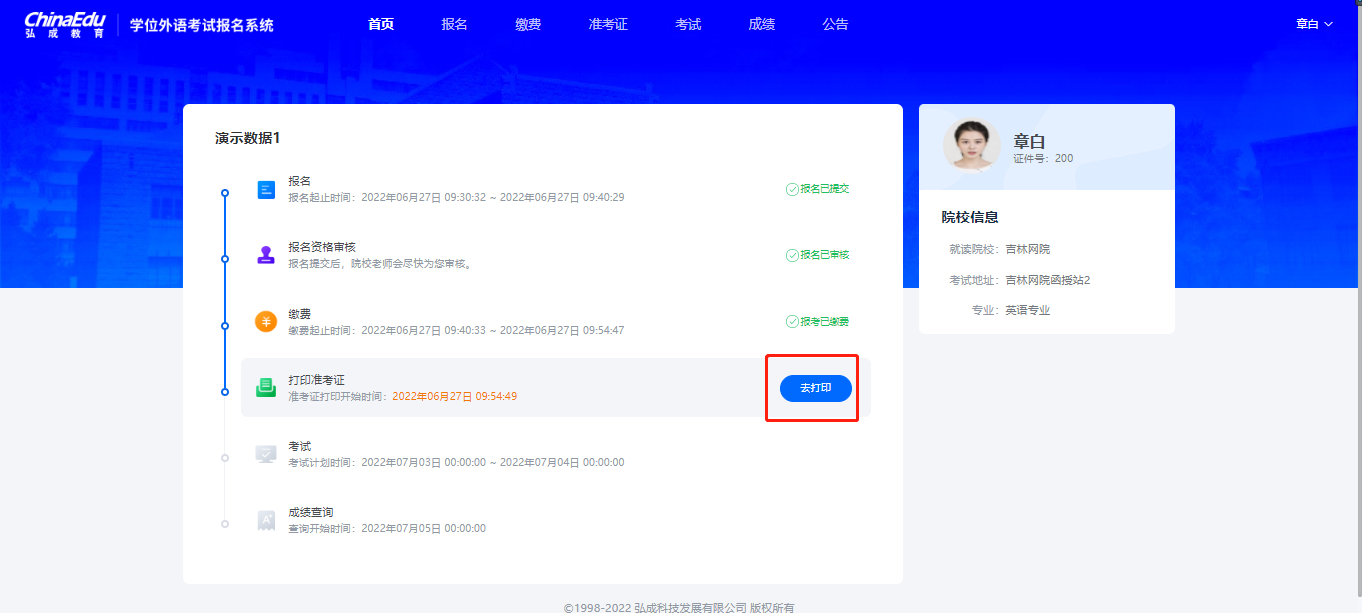 ChinaEdu
弘成教育
学位外语考试报名系统
首页 报名 缴费 准考证 考试 成绩 公告
章白
演示数据1
报名
报名起止时间：2022年06月27日 09:30:32 ~ 2022年06月27日 09:40:29
报名已提交
报名资格审核
报名提交后，院校老师会尽快为您审核。
报名已审核
缴费
缴费起止时间：2022年06月27日 09:40:33 ~ 2022年06月27日 09:54:47
报考已缴费
打印准考证
准考证打印开始时间：2022年06月27日 09:54:49
去打印
考试
考试计划时间：2022年07月03日 00:00:00 ~ 2022年07月04日 00:00:00
成绩查询
查询开始时间：2022年07月05日 00:00:00
章白
证件号：200
院校信息
就读院校：吉林网院
考试地址：吉林网院函授站2
专业：英语专业
©1998-2022 弘成科技发展有限公司 版权所有